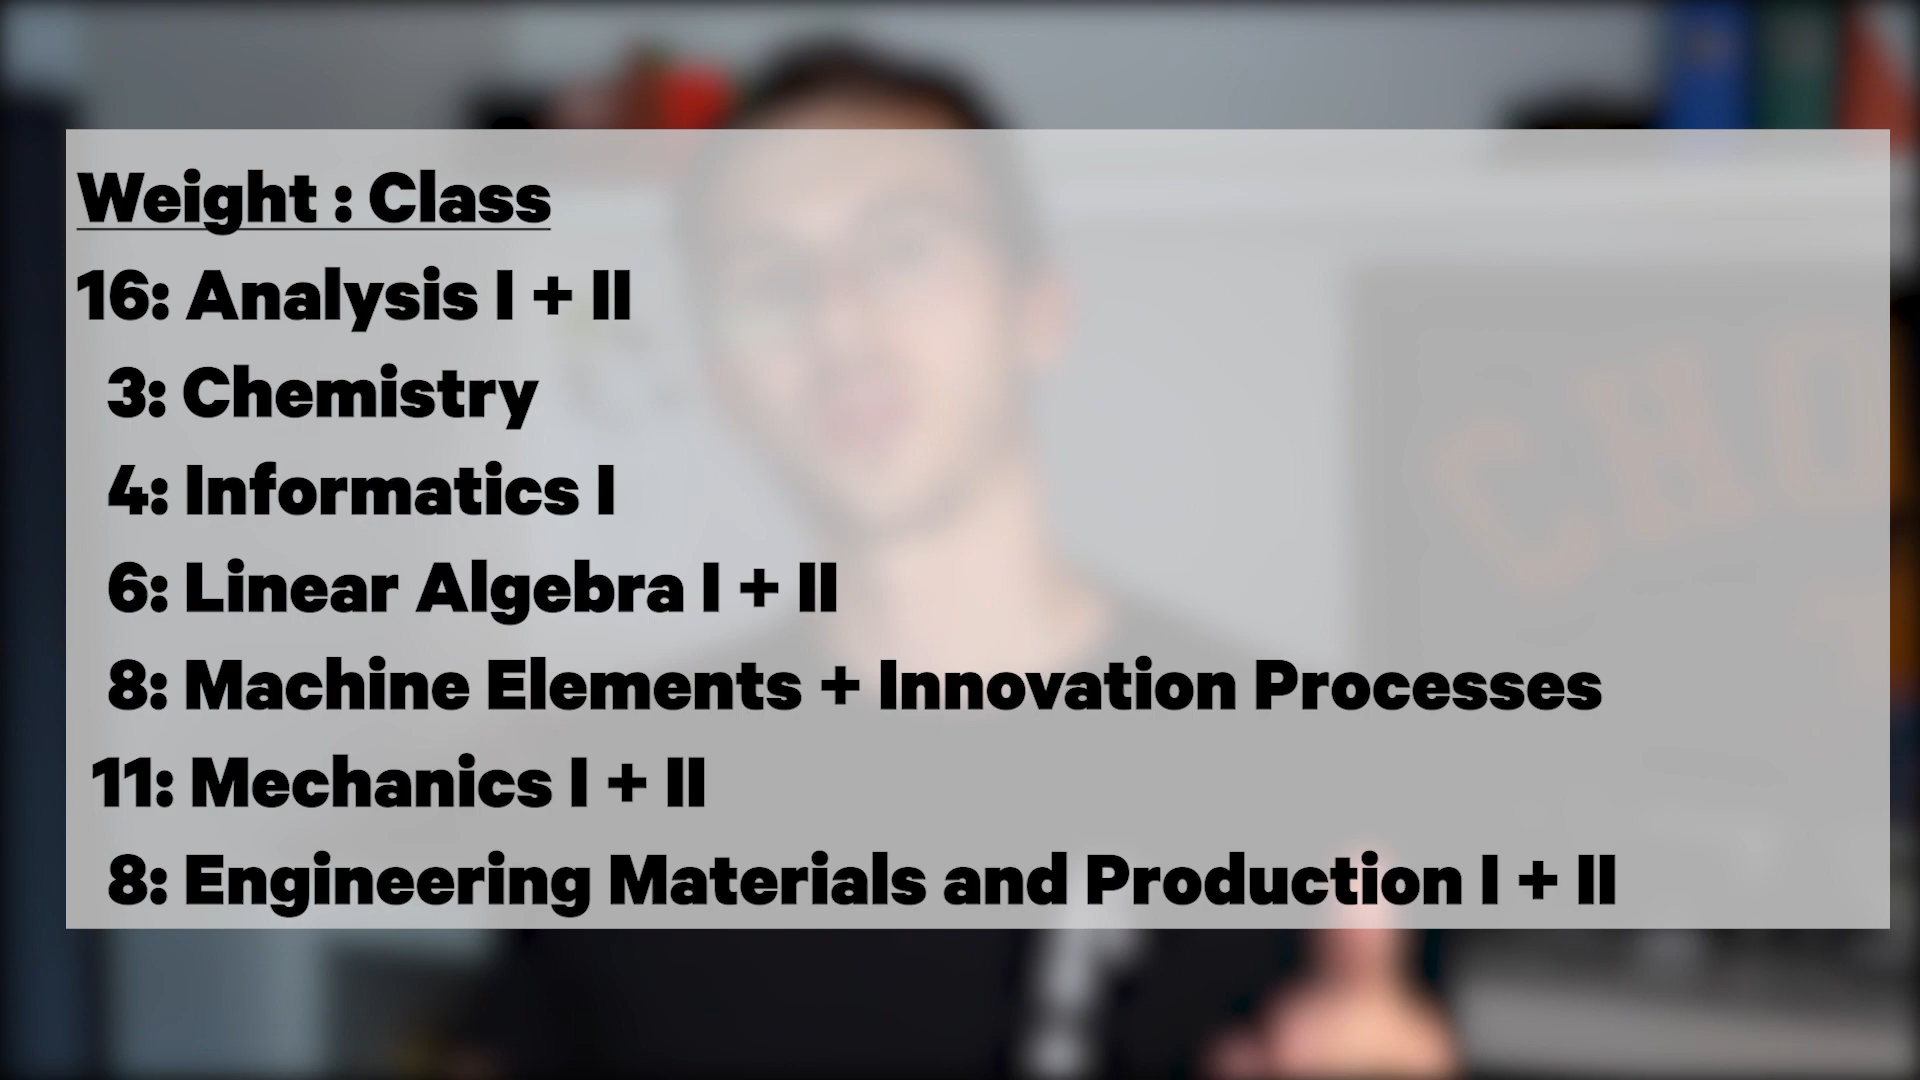 Weight : Class
16: Analysis I + II
3: Chemistry
4: Informatics I
6: Linear Algebra I + II
8: Machine Elements + Innovation Processes
11: Mechanics I + II
8: Engineering Materials and Production I + II
CHO